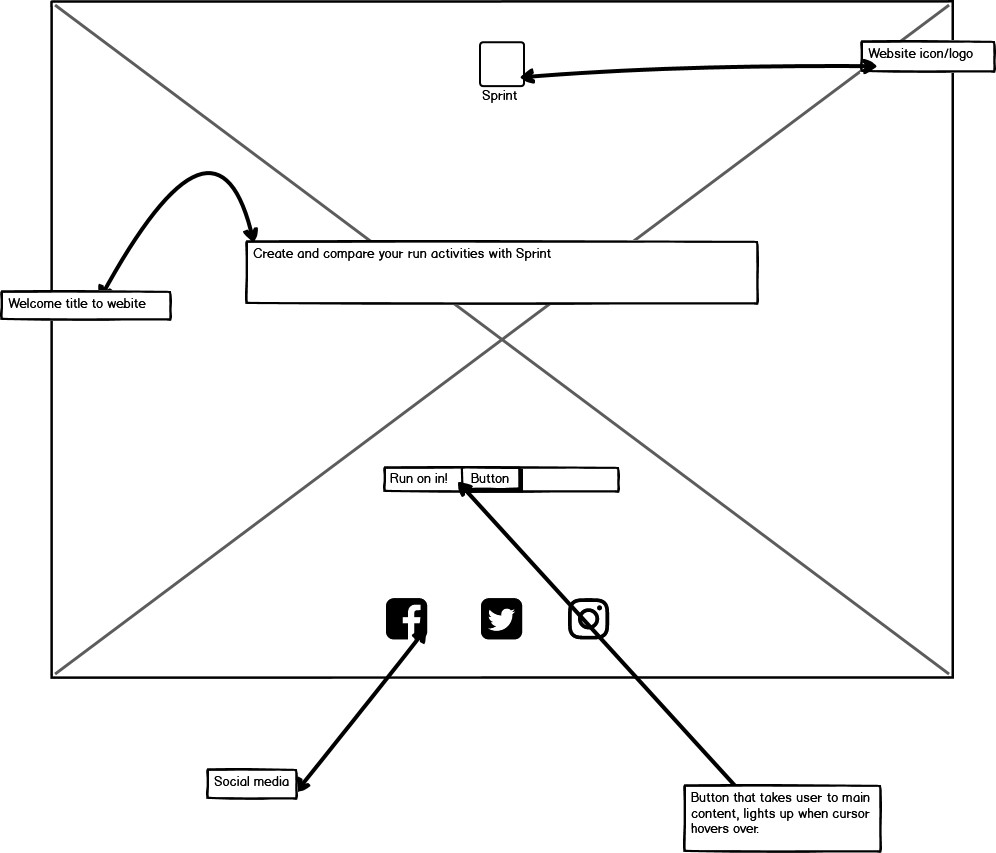 Website icon/logo
Sprint
Create and compare your run activities with Sprint
Welcome title to webite
Run on in! Button
Social media
Button that takes user to main
content, lights up when cursor
hovers over.